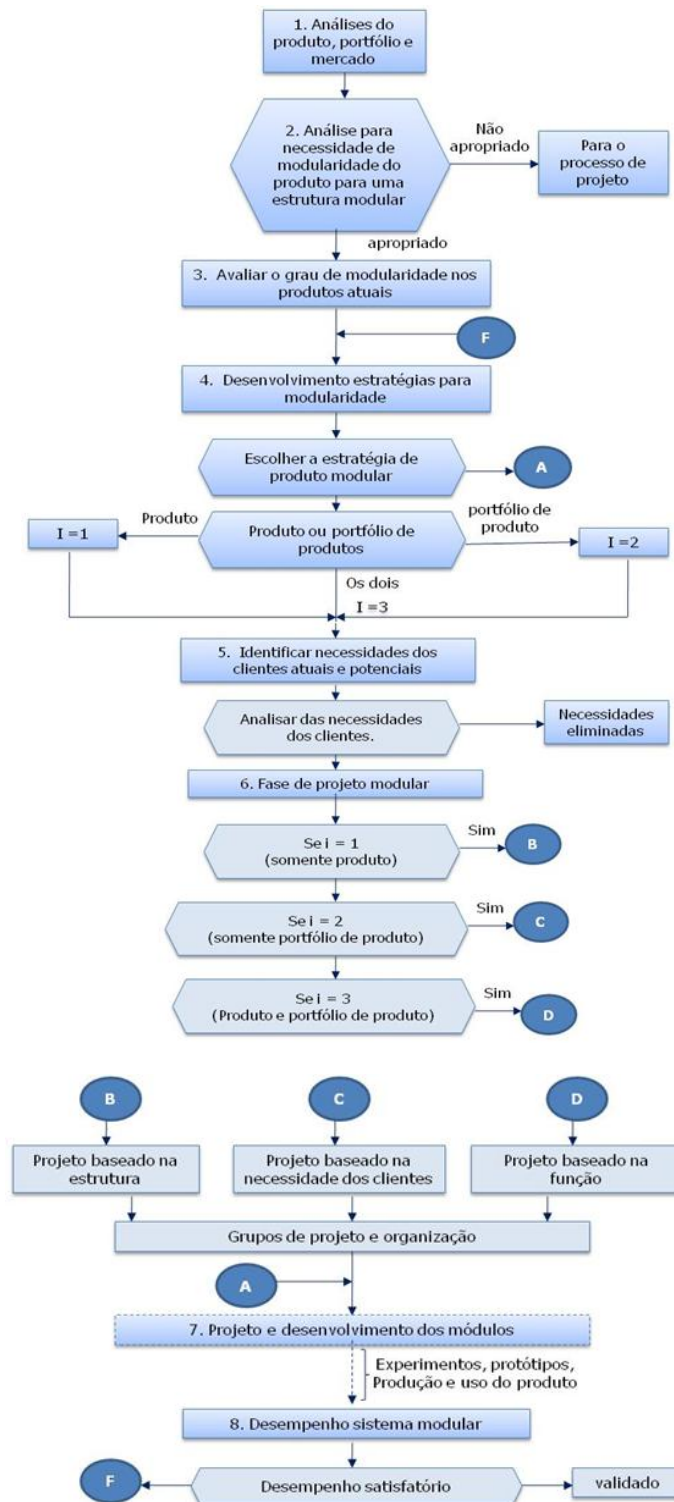 1. Análises do
produto, portfólio e
mercado
2. Análise para
necessidade de
modularidade do
produto para uma
estrutura modular
Não
apropriado
Para o
processo de
projeto
apropriado
3. Avaliar o grau de modularidade nos
produtos atuais
F
4. Desenvolvimento estratégias para
modularidade
Escolher a estratégia de
produto modular
A
Produto
Produto ou portfólio de
produtos
portfólio de
produto
I =1
I =2
Os dois
I =3
5. Identificar necessidades dos
clientes atuais e potenciais
Analisar das necessidades
dos clientes.
Necessidades
eliminadas
6. Fase de projeto modular
Se i = 1
(somente produto)
Sim
B
Se i = 2
(somente portfólio de produto)
Sim
C
Se i = 3
(Produto e portfólio de produto)
Sim
D
B
C
D
Projeto baseado na
estrutura
Projeto baseado na
necessidade dos clientes
Projeto baseado na
função
Grupos de projeto e organização
A
7. Projeto e desenvolvimento dos módulos
Experimentos, protótipos,
Produção e uso do produto
8. Desempenho sistema modular
F
Desempenho satisfatório
validado